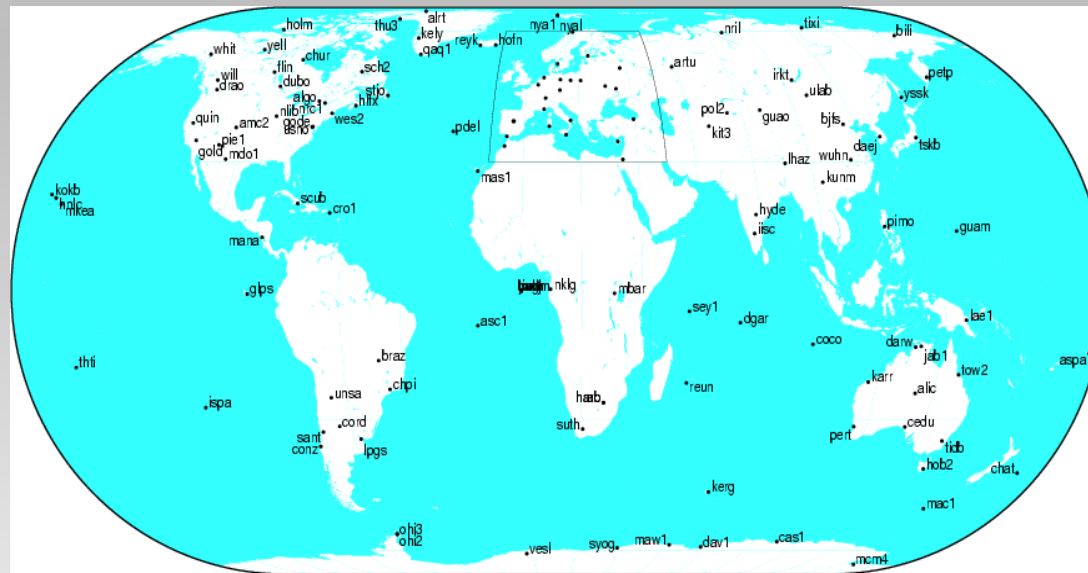 alrt
holm
thu3
nya1
nyal
nril
tixi
bili
kely
reyk
hofn
whit
yell
qaq1
chur
artu
flin
sch2
irkt
petp
will
dubo
drao
ulab
stjo
yssk
algo
nrc1
hlfx
pol2
nlib
wes2
guao
quin
amc2
gode
bjfs
usno
pdel
kit3
pie1
daej
tskb
gold
mdo1
lhaz
wuhn
mas1
kunm
kokb
hnlc
mkea
scub
cro1
hyde
pimo
guam
iisc
mana
glps
nklg
mbar
sey1
dgar
lae1
asc1
coco
darw
jab1
braz
aspa
thti
tow2
karr
chpi
reun
unsa
alic
ispa
cord
suth
pert
cedu
sant
conz
lpgs
tidb
hob2
chat
kerg
mac1
ohi3
ohi2
vesl
syog
maw1
dav1
cas1
mcm4